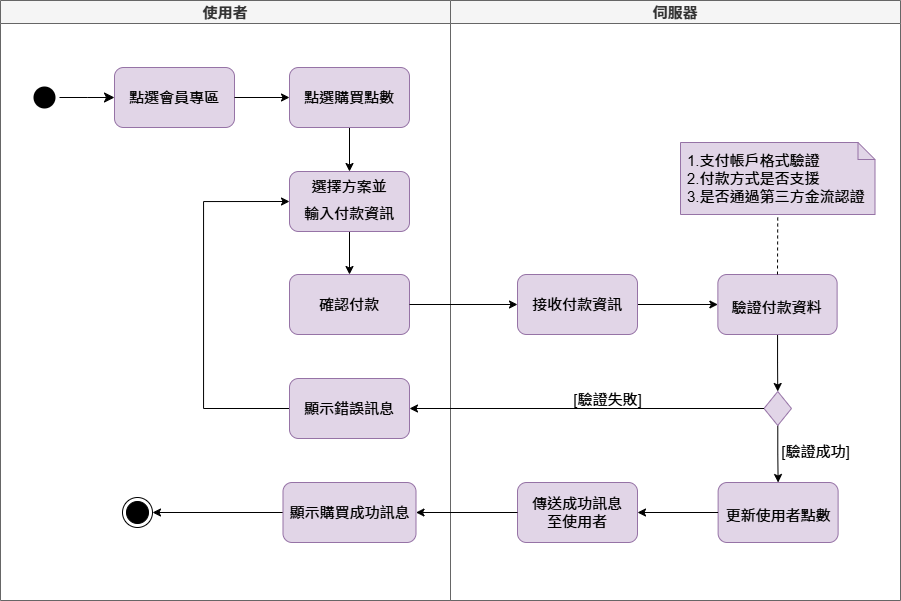 使用者
伺服器
點選會員專區
點選購買點數
選擇方案並
輸入付款資訊
1.支付帳戶格式驗證
2.付款方式是否支援
3.是否通過第三方金流認證
確認付款
接收付款資訊
驗證付款資料
顯示錯誤訊息
[驗證失敗]
[驗證成功]
顯示購買成功訊息
傳送成功訊息
至使用者
更新使用者點數